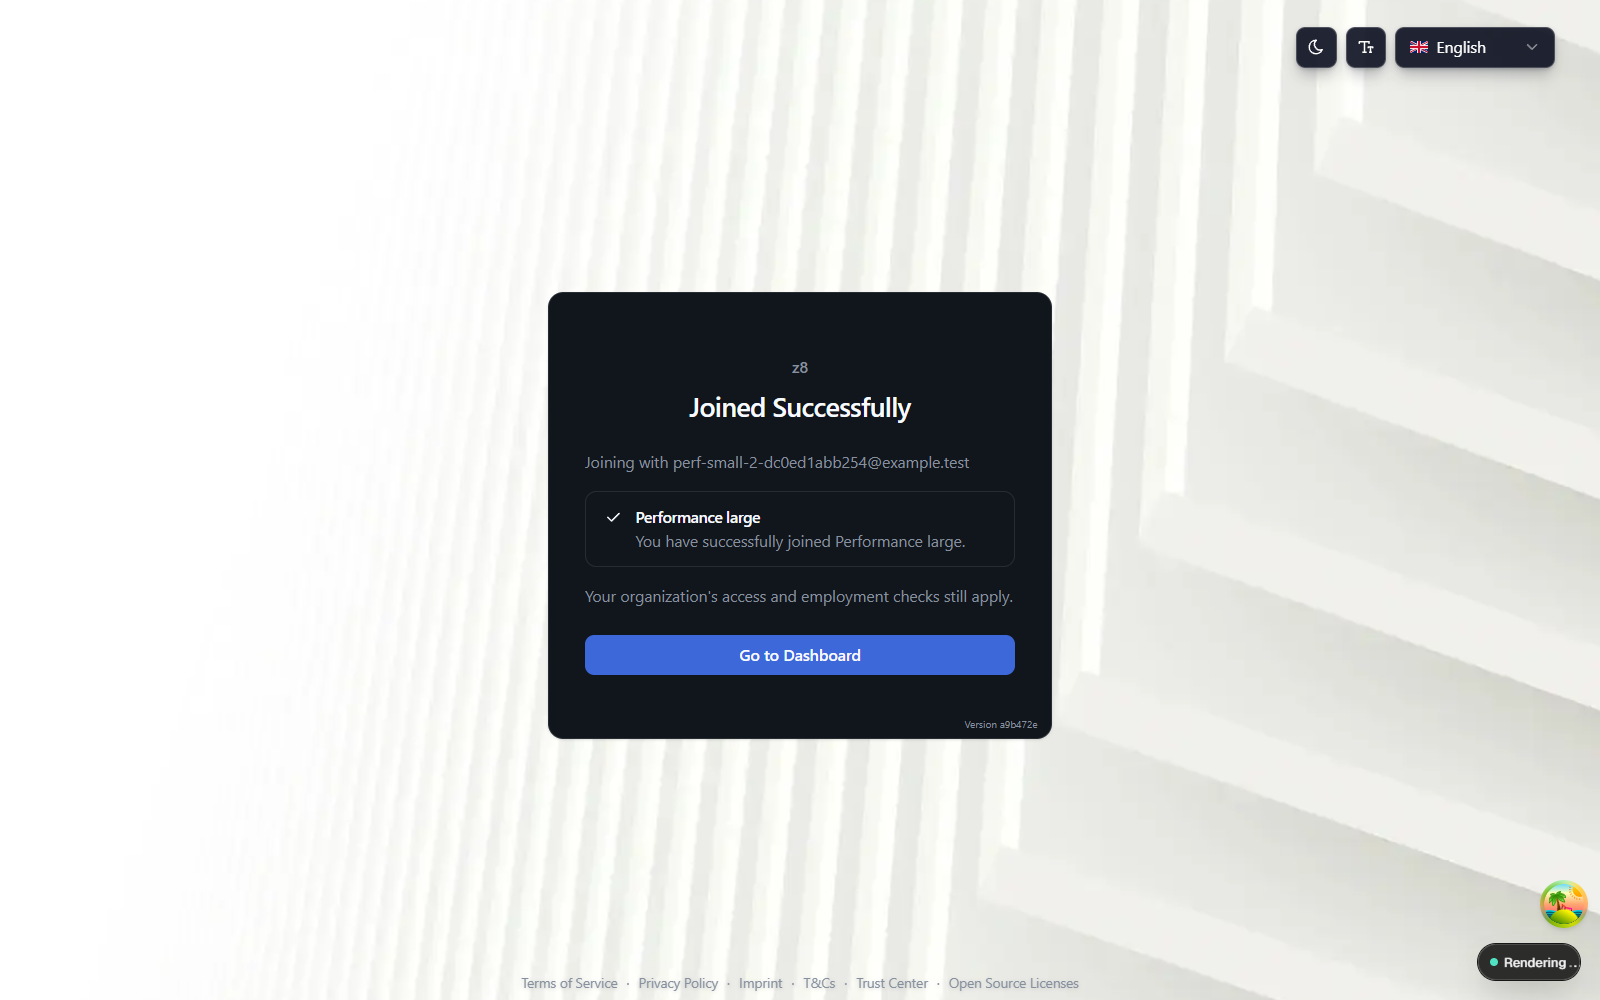 English
z8
Joined Successfully
Joining with perf-small-2-dc0ed1abb254@example.test
Performance large
You have successfully joined Performance large.
Your organization's access and employment checks still apply.
Go to Dashboard
Version a9b472e
Rendering ...
Terms of Service · Privacy Policy · Imprint · T&Cs · Trust Center · Open Source Licenses